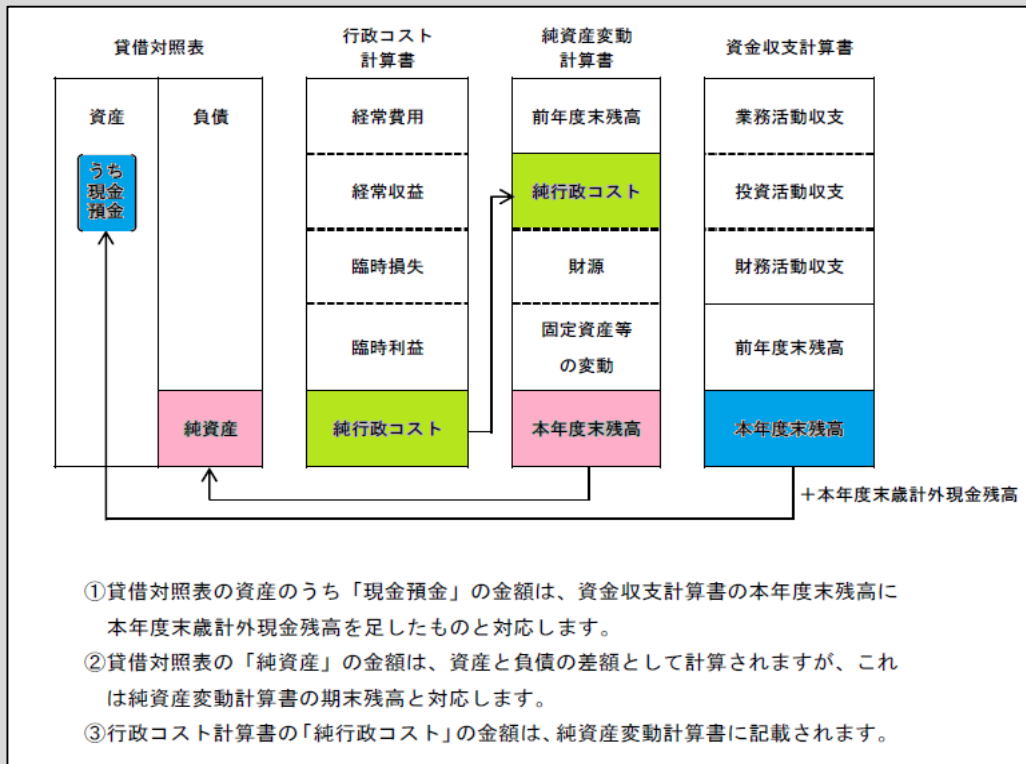 貸借対照表
行政コスト
計算書
純資産変動
計算書
資金収支計算書
資産
負債
うち
現金
預金
純資産
経常費用
経常収益
臨時損失
臨時利益
純行政コスト
前年度末残高
純行政コスト
財源
固定資産等
の変動
本年度末残高
業務活動収支
投資活動収支
財務活動収支
前年度末残高
本年度末残高
＋本年度末歳計外現金残高
①貸借対照表の資産のうち「現金預金」の金額は、資金収支計算書の本年度末残高に
本年度末歳計外現金残高を足したものと対応します。
②貸借対照表の「純資産」の金額は、資産と負債の差額として計算されますが、これ
は純資産変動計算書の期末残高と対応します。
③行政コスト計算書の「純行政コスト」の金額は、純資産変動計算書に記載されます。